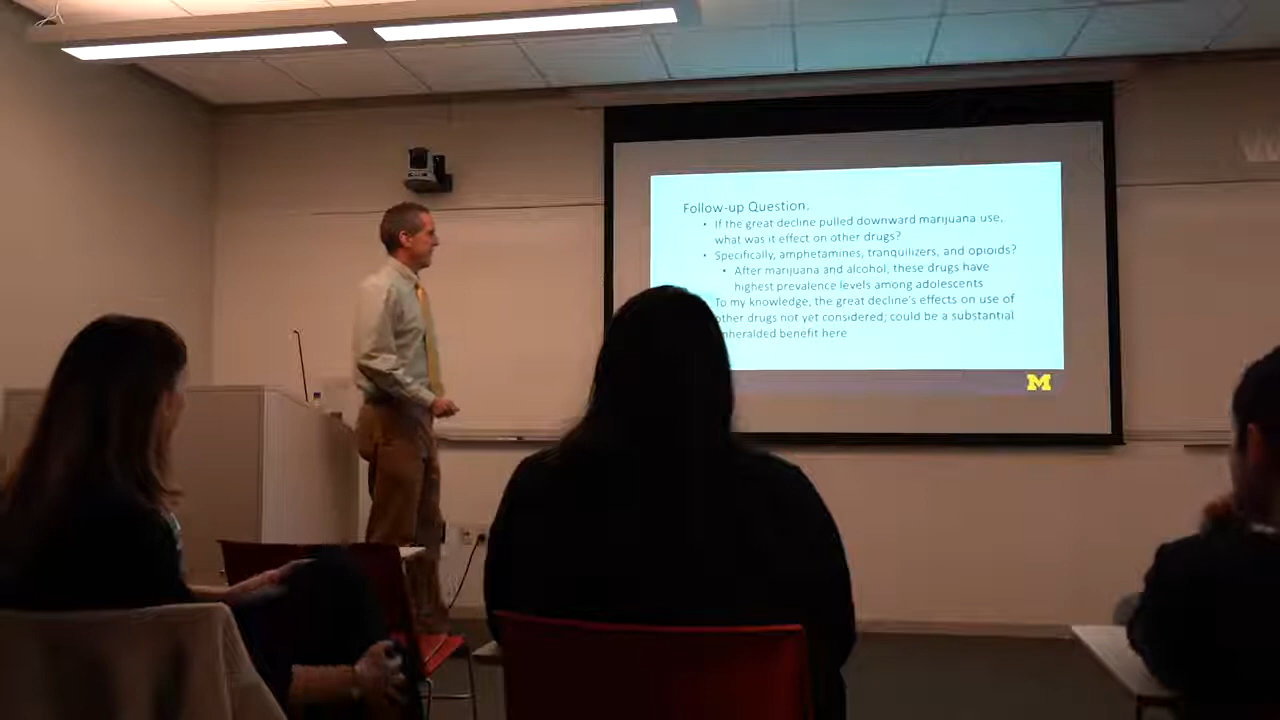 Follow-up Question.
• If the great decline pulled downward marijuana use,
what was it effect on other drugs?
• Specifically, amphetamines, tranquilizers, and opioids?
• After marijuana and alcohol, these drugs have
highest prevalence levels among adolescents
To my knowledge, the great decline's effects on use of
other drugs not yet considered; could be a substantial
nheralded benefit here
M